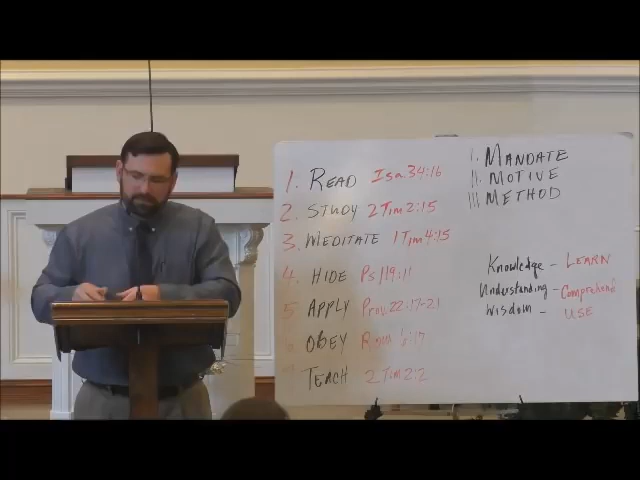 1. READ Isa. 34:16
2. STUDY 2 Tim 2:15
3. MEDITATE 1 Tim 4:15
4. HIDE Ps 119:11
5 APPLY Prov 22:17-21
OBEY
TEACH 2 Tim 2:2
I. MANDATE
II. MOTIVE
III. METHOD
Knowledge - LEARN
Understanding - Comprehend
Wisdom - USE